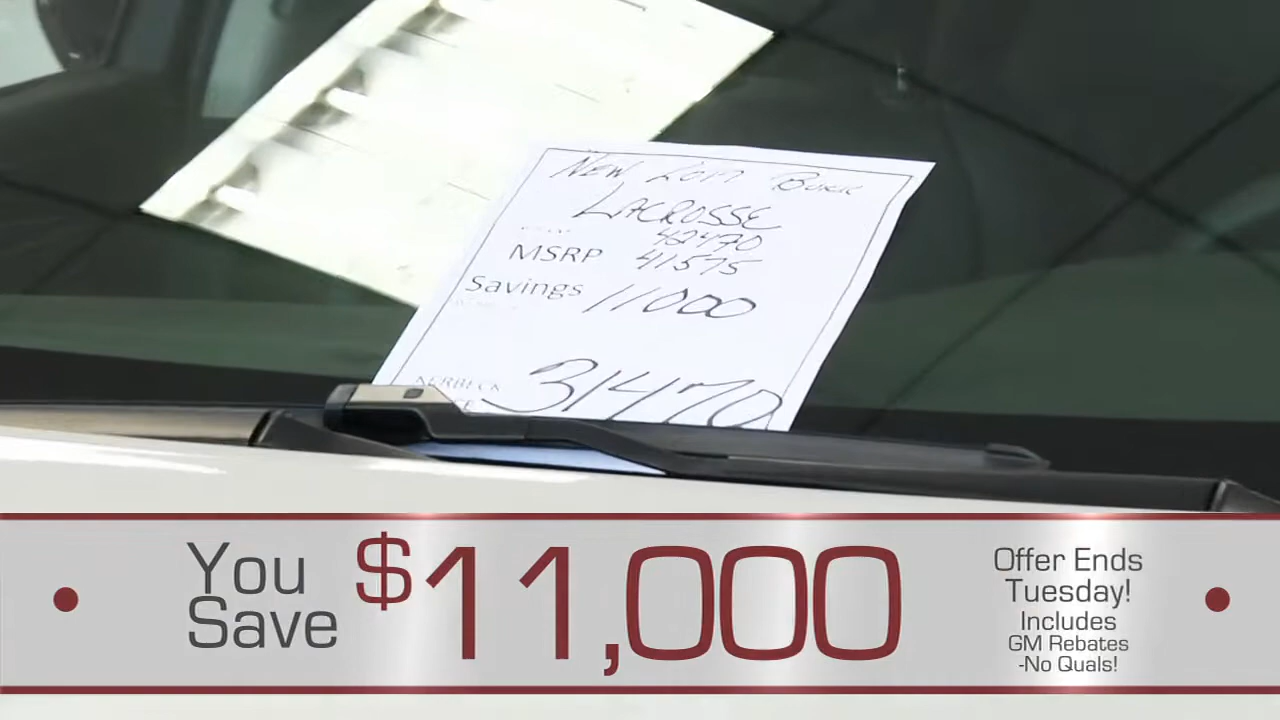 NEW 2017 BUICK
LACROSSE
42470
MSRP 41575
Savings 11000
KERBECK
31470
You
Save
$11,000
Offer Ends
Tuesday!
Includes
GM Rebates
-No Quals!